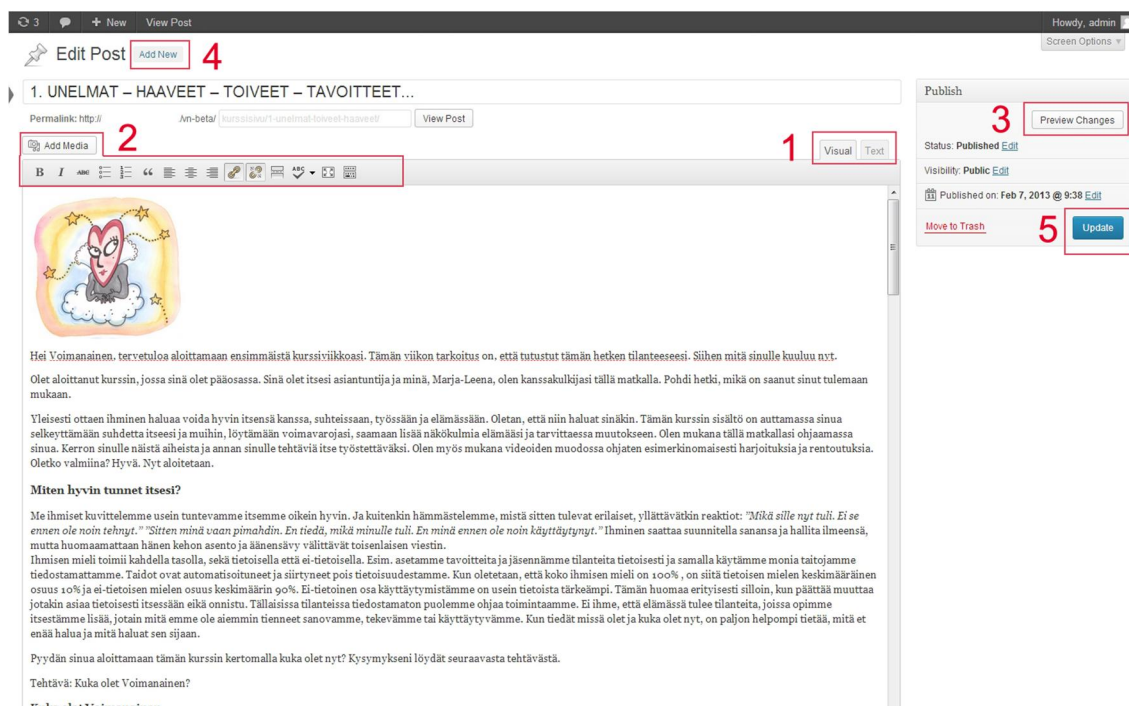 3 + New View Post Howdy, admin
Screen Options
Edit Post Add New 4
1. UNELMAT – HAAVEET – TOIVEET – TAVOITTEET...
Permalink: http:// /vn-beta/ kurssisivu/1-unelmat-toiveet-haaveet/ View Post
Add Media 2
1 Visual Text
B I ABC ABC
Publish
3 Preview Changes
Status: Published Edit
Visibility: Public Edit
Published on: Feb 7, 2013 @ 9:38 Edit
Move to Trash 5 Update
Hei Voimanainen, tervetuloa aloittamaan ensimmäistä kurssiviikkoasi. Tämän viikon tarkoitus on, että tutustut tämän hetken tilanteeseesi. Siihen mitä sinulle kuuluu nyt.
Olet aloittanut kurssin, jossa sinä olet pääosassa. Sinä olet itsesi asiantuntija ja minä, Marja-Leena, olen kanssakulkijasi tällä matkalla. Pohdi hetki, mikä on saanut sinut tulemaan
mukaan.
Yleisesti ottaen ihminen haluaa voida hyvin itsensä kanssa, suhteissaan, työssään ja elämässään. Oletan, että niin haluat sinäkin. Tämän kurssin sisältö on auttamassa sinua
selkeyttämään suhdetta itseesi ja muihin, löytämään voimavarojasi, saamaan lisää näkökulmia elämääsi ja tarvittaessa muutokseen. Olen mukana tällä matkallasi ohjaamassa
sinua. Kerron sinulle näistä aiheista ja annan sinulle tehtäviä itse työstettäväksi. Olen myös mukana videoiden muodossa ohjaten esimerkinomaisesti harjoituksia ja rentoutuksia.
Oletko valmiina? Hyvä. Nyt aloitetaan.
Miten hyvin tunnet itsesi?
Me ihmiset kuvittelemme usein tuntevamme itsemme oikein hyvin. Ja kuitenkin hämmästelemme, mistä sitten tulevat erilaiset, yllättävätkin reaktiot: "Mikä sille nyt tuli. Ei se
ennen ole noin tehnyt." "Sitten minä vaan pimahdin. En tiedä, mikä minulle tuli. En minä ennen ole noin käyttäytynyt." Ihminen saattaa suunnitella sanansa ja hallita ilmeensä,
mutta huomaamattaan hänen kehon asento ja äänensävy välittävät toisenlaisen viestin.
Ihmisen mieli toimii kahdella tasolla, sekä tietoisella että ei-tietoisella. Esim. asetamme tavoitteita ja jäsennämme tilanteita tietoisesti ja samalla käytämme monia taitojamme
tiedostamattamme. Taidot ovat automatisoituneet ja siirtyneet pois tietoisuudestamme. Kun oletetaan, että koko ihmisen mieli on 100% , on siitä tietoisen mielen keskimääräinen
osuus 10% ja ei-tietoisen mielen osuus keskimäärin 90%. Ei-tietoinen osa käyttäytymistämme on usein tietoista tärkeämpi. Tämän huomaa erityisesti silloin, kun päättää muuttaa
jotakin asiaa tietoisesti itsessään eikä onnistu. Tällaisissa tilanteissa tiedostamaton puolemme ohjaa toimintaamme. Ei ihme, että elämässä tulee tilanteita, joissa opimme
itsestämme lisää, jotain mitä emme ole aiemmin tienneet sanovamme, tekevämme tai käyttäytyvämme. Kun tiedät missä olet ja kuka olet nyt, on paljon helpompi tietää, mitä et
enää halua ja mitä haluat sen sijaan.
Pyydän sinua aloittamaan tämän kurssin kertomalla kuka olet nyt? Kysymykseni löydät seuraavasta tehtävästä.
Tehtävä: Kuka olet Voimanainen?